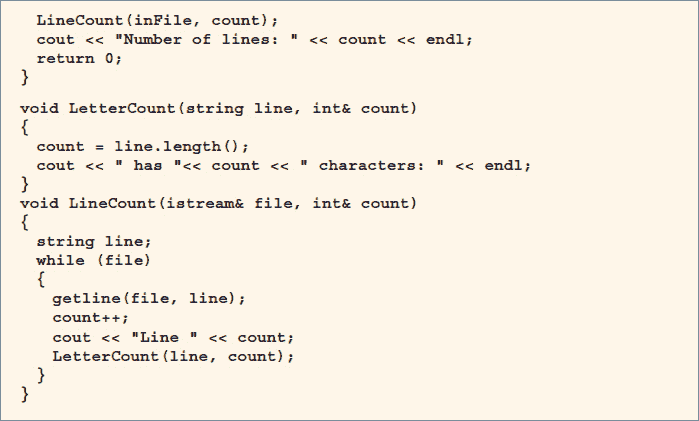 LineCount(inFile, count);
cout << "Number of lines: " << count << endl;
return 0;
}
void LetterCount(string line, int& count)
{
count = line.length();
cout << " has "<< count << " characters: " << endl;
}
void LineCount(istream& file, int& count)
{
string line;
while (file)
{
getline(file, line);
count++;
cout << "Line " << count;
LetterCount(line, count);
}
}